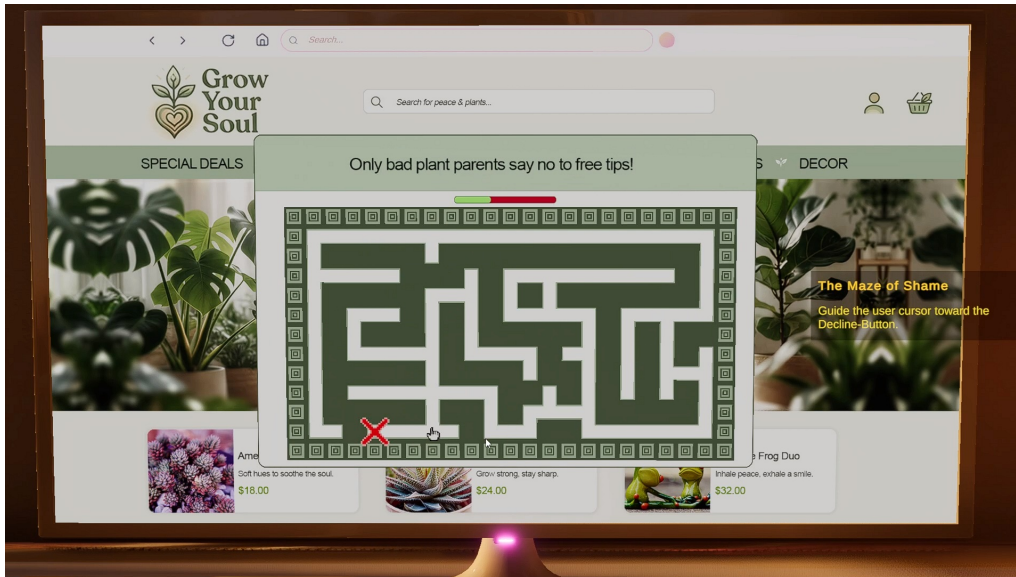 Search...
Grow
Your
Soul
Search for peace & plants...
SPECIAL DEALS
S
DECOR
Only bad plant parents say no to free tips!
The Maze of Shame
Guide the user cursor toward the
Decline-Button.
Ame
Soft hues to soothe the soul.
$18.00
Grow strong, stay sharp.
$24.00
e Frog Duo
Inhale peace, exhale a smile.
$32.00